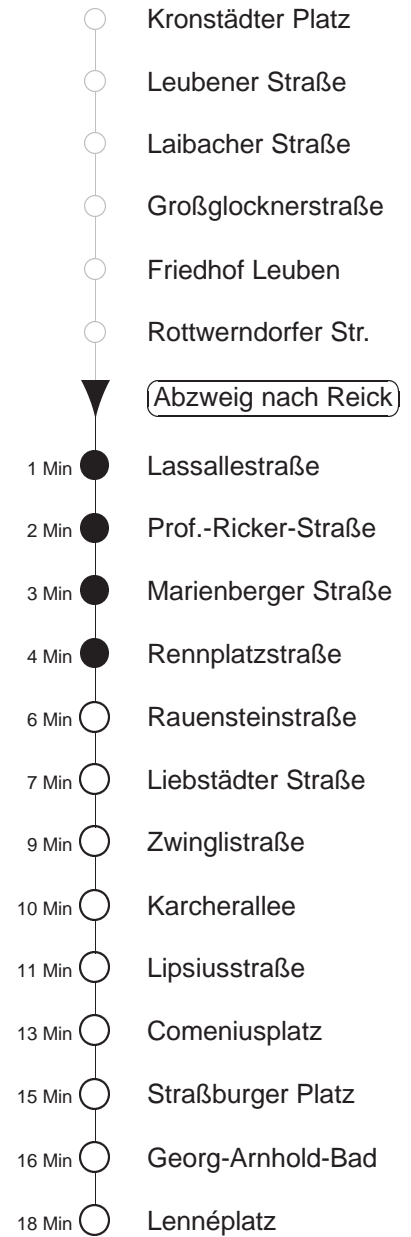 Kronstädter Platz
Leubener Straße
Laibacher Straße
Großglocknerstraße
Friedhof Leuben
Rottwerndorfer Str.
Abzweig nach Reick
1 Min Lassallestraße
2 Min Prof.-Ricker-Straße
3 Min Marienberger Straße
4 Min Rennplatzstraße
6 Min Rauensteinstraße
7 Min Liebstädter Straße
9 Min Zwinglistraße
10 Min Karcherallee
11 Min Lipsiusstraße
13 Min Comeniusplatz
15 Min Straßburger Platz
16 Min Georg-Arnhold-Bad
18 Min Lennéplatz